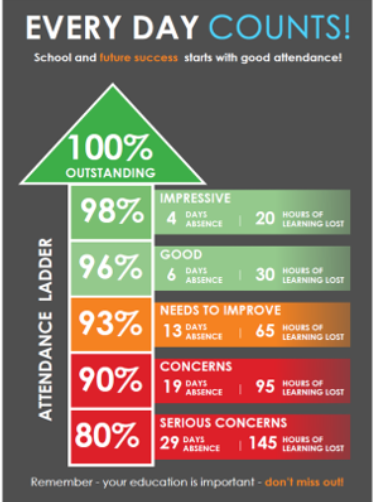 EVERY DAY COUNTS!
School and future success starts with good attendance!
100%
OUTSTANDING
ATTENDANCE LADDER
98%
IMPRESSIVE
4 DAYS ABSENCE | 20 HOURS OF LEARNING LOST
96%
GOOD
6 DAYS ABSENCE | 30 HOURS OF LEARNING LOST
93%
NEEDS TO IMPROVE
13 DAYS ABSENCE | 65 HOURS OF LEARNING LOST
90%
CONCERNS
19 DAYS ABSENCE | 95 HOURS OF LEARNING LOST
80%
SERIOUS CONCERNS
29 DAYS ABSENCE | 145 HOURS OF LEARNING LOST
Remember - your education is important - don't miss out!